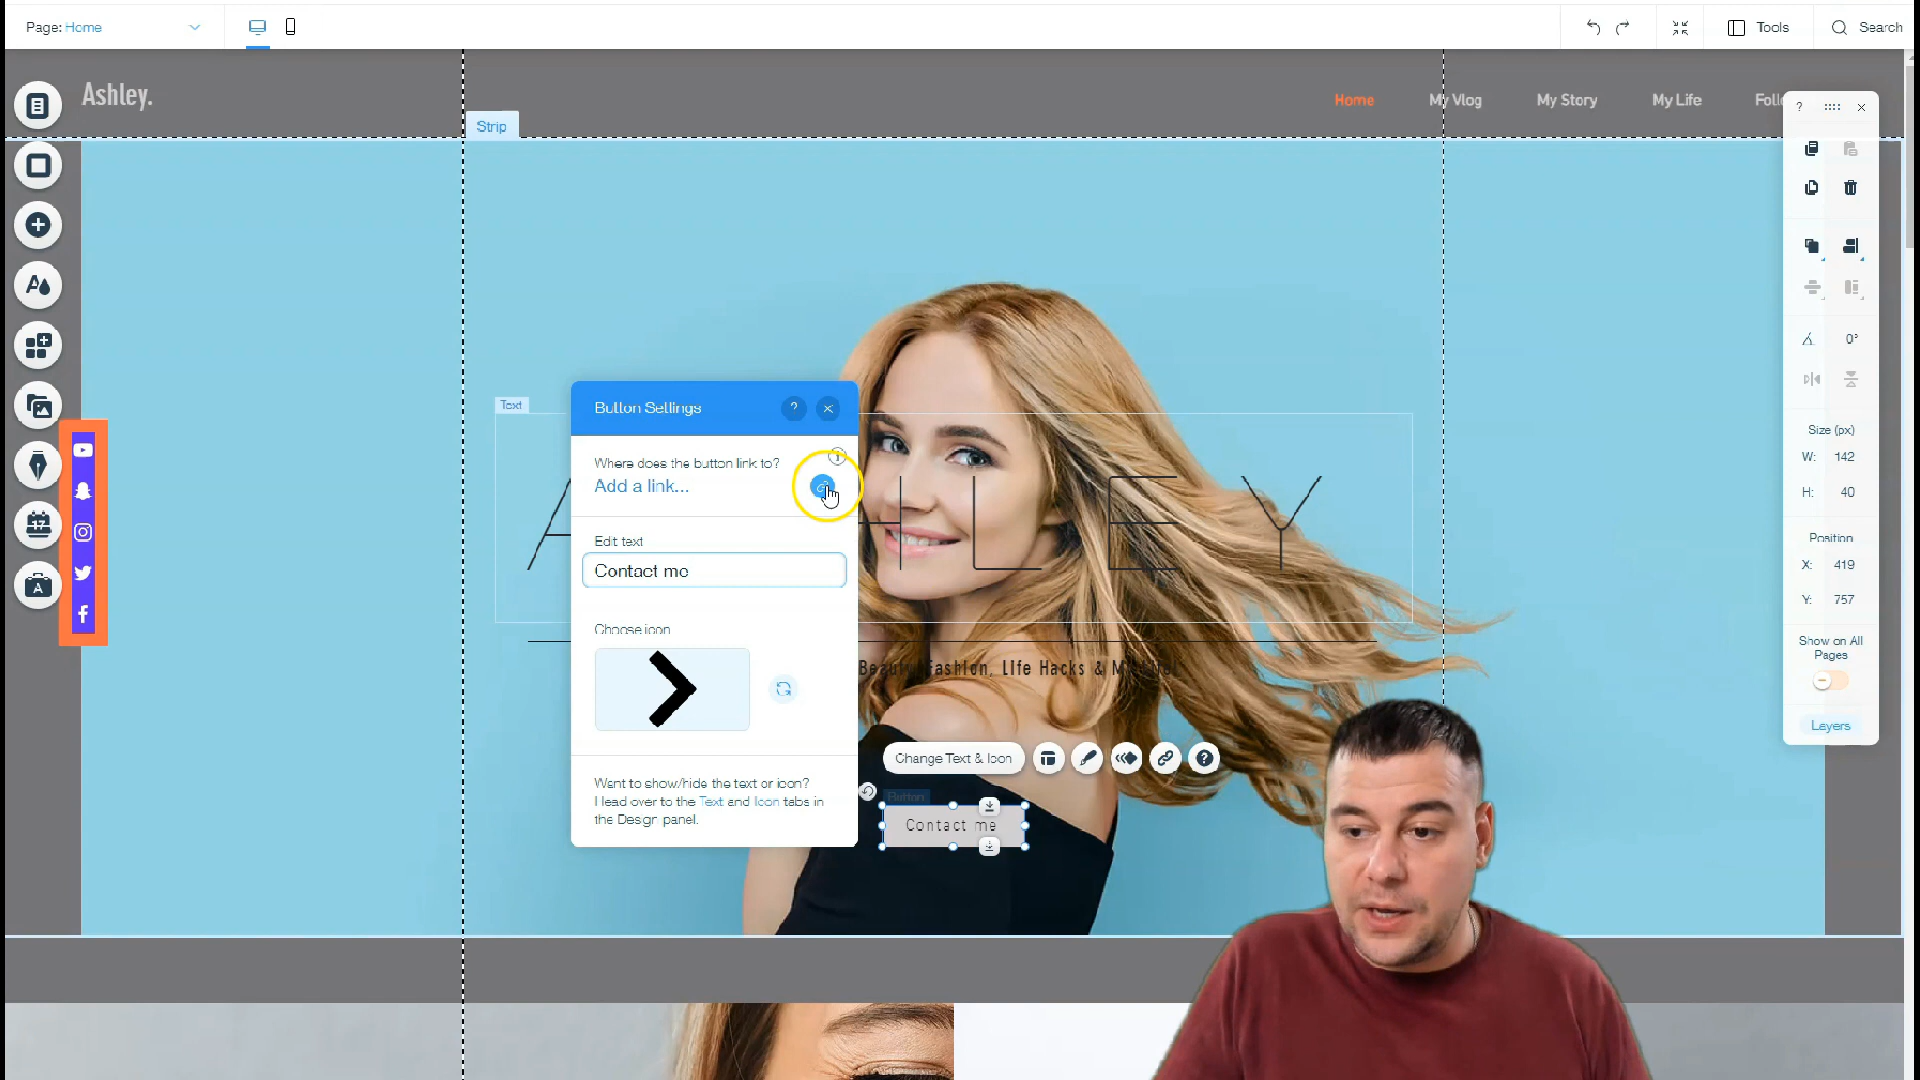 Page: Home
Tools
Search
Ashley.
Home
My Vlog
My Story
My Life
Strip
Text
Button Settings
?
Where does the button link to?
Add a link...
Edit text
Contact me
Choose icon
Want to show/hide the text or icon?
Head over to the Text and Icon tabs in
the Design panel.
L E Y
Beauty, Fashion, Life Hacks &
Change Text & Icon
?
Button
Contact me
?
0°
Size (px)
W: 142
H: 40
Position
X: 419
Y: 757
Show on All
Pages
Layers
17
A